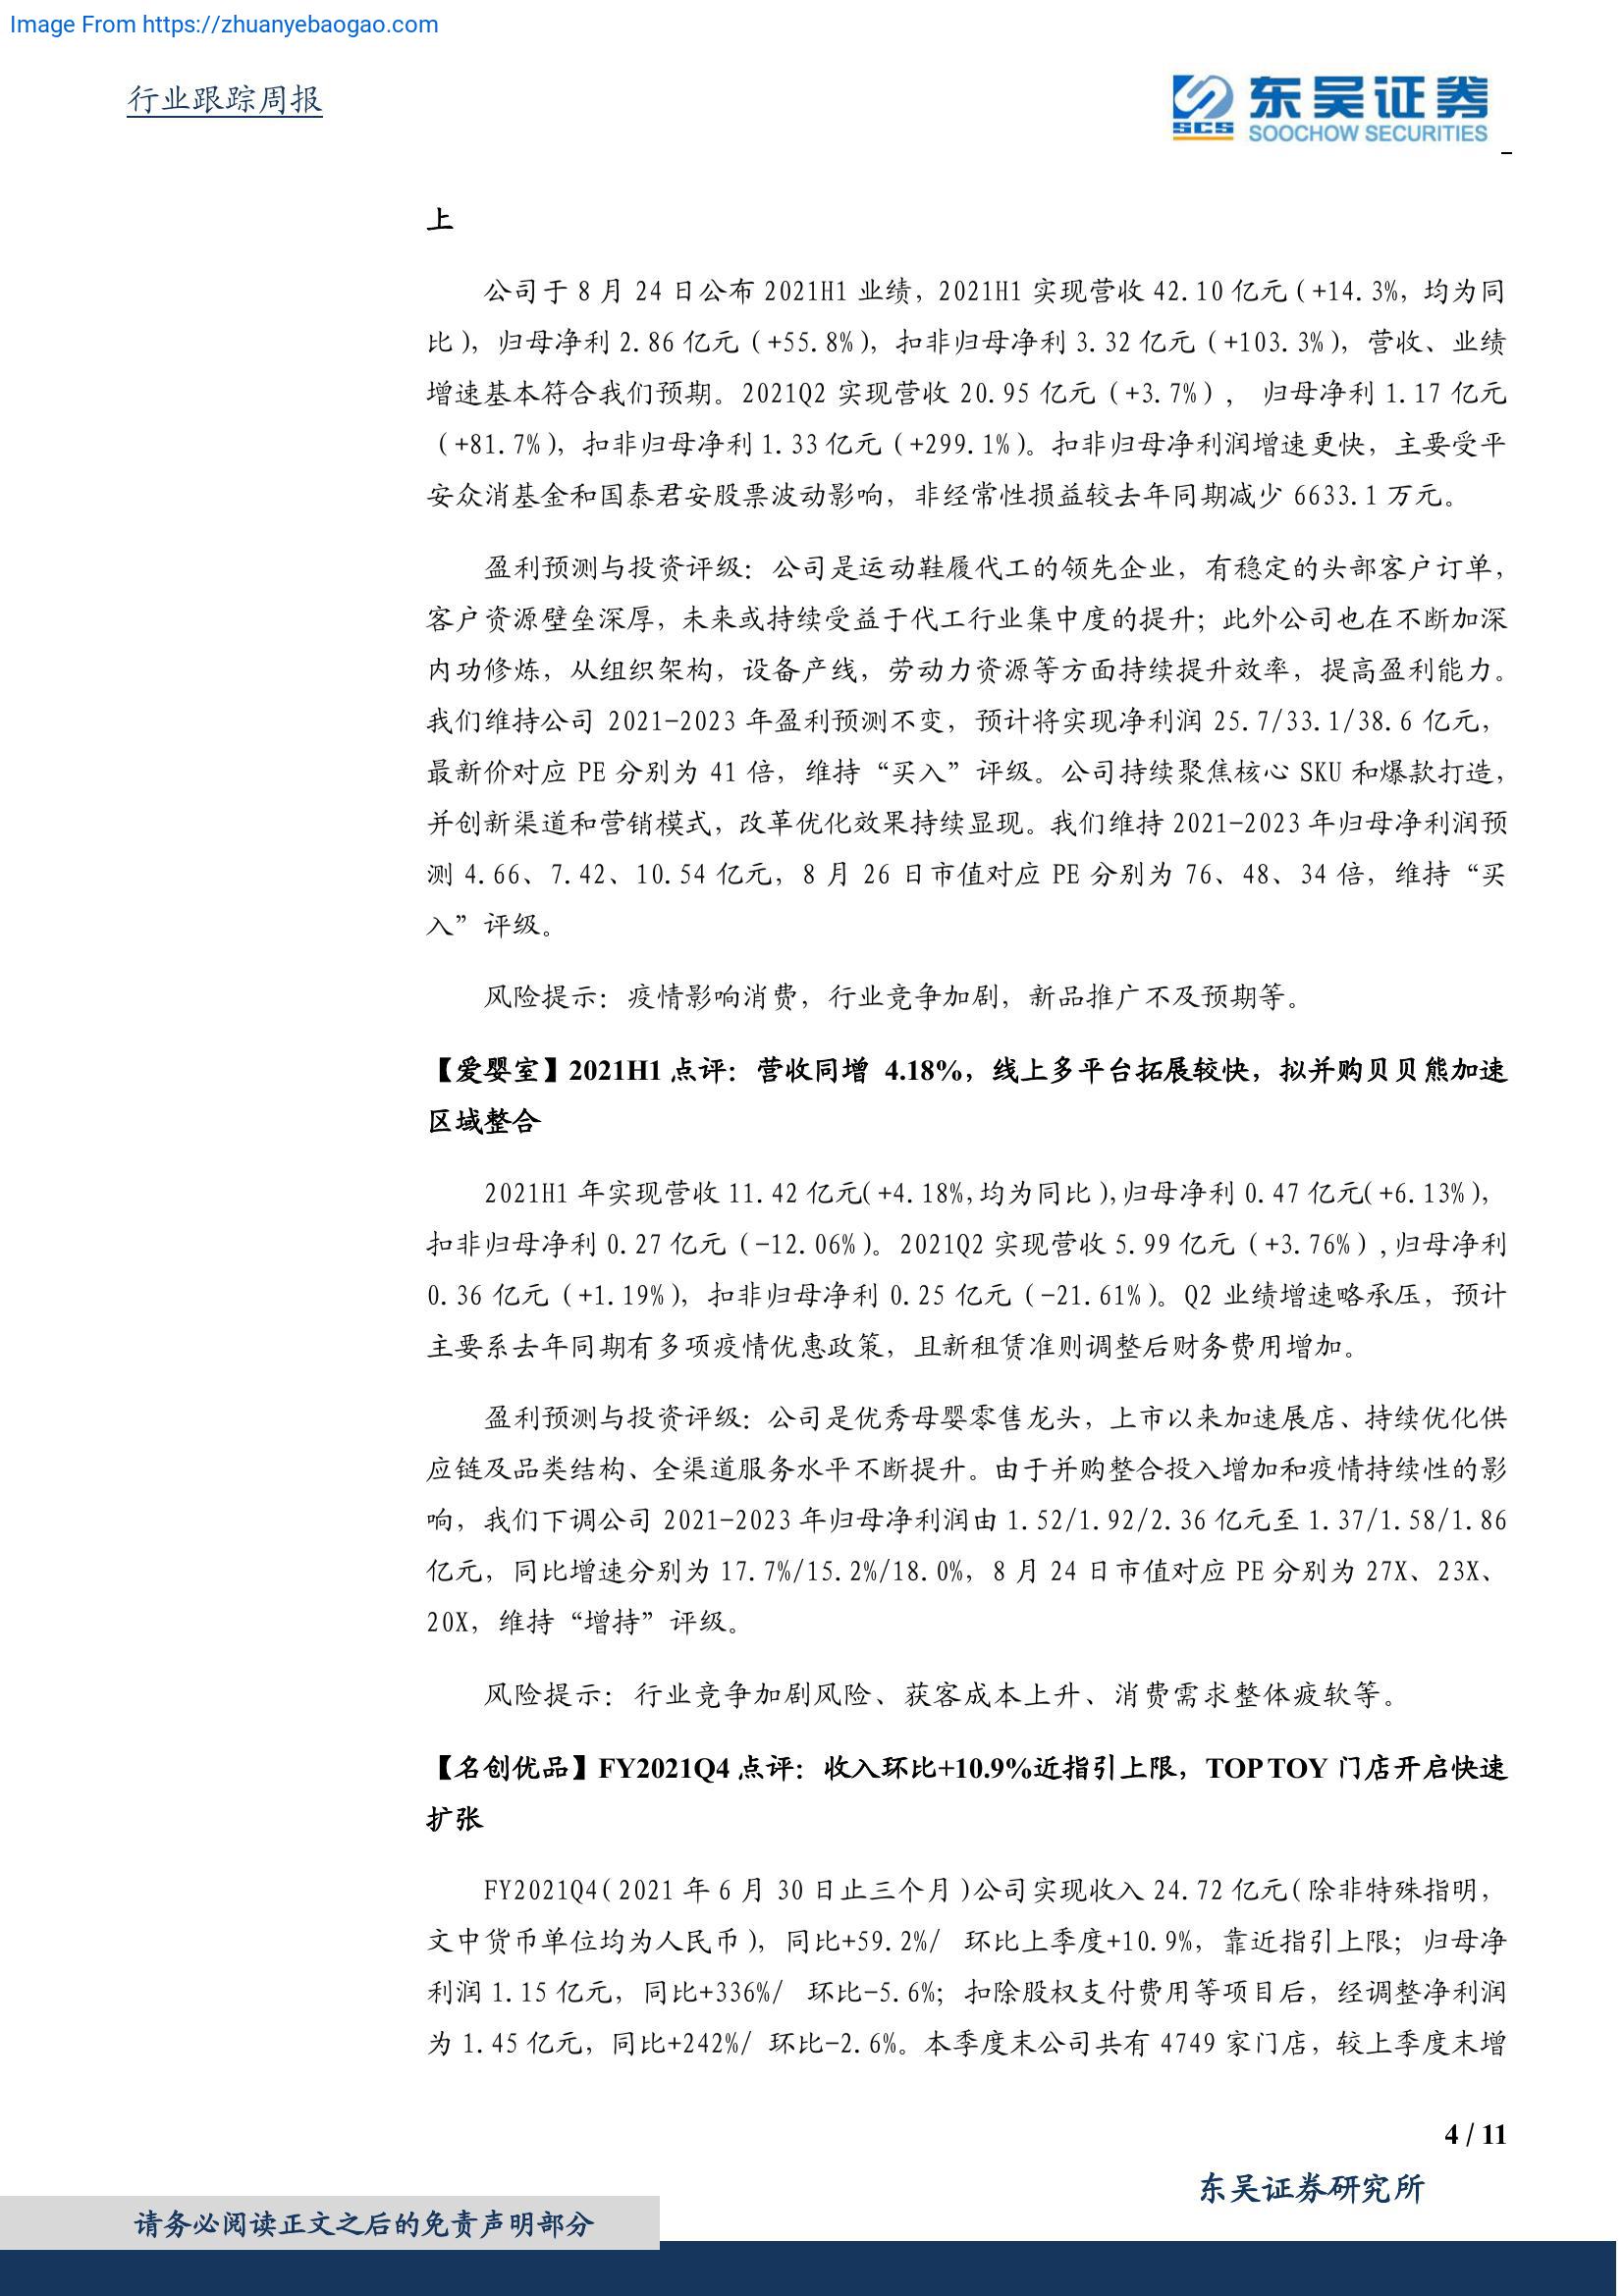 Image From https://zhuanyebaogao.com
行业跟踪周报
东吴证券
SCS
SOOCHOW SECURITIES
上
公司于 8 月 24 日公布 2021H1 业绩，2021H1 实现营收 42.10 亿元（+14.3%，均为同
比），归母净利 2.86 亿元（+55.8%），扣非归母净利 3.32 亿元（+103.3%），营收、业绩
增速基本符合我们预期。2021Q2 实现营收 20.95 亿元（+3.7%）， 归母净利 1.17 亿元
（+81.7%），扣非归母净利 1.33 亿元（+299.1%）。扣非归母净利润增速更快，主要受平
安众消基金和国泰君安股票波动影响，非经常性损益较去年同期减少 6633.1 万元。
盈利预测与投资评级：公司是运动鞋履代工的领先企业，有稳定的头部客户订单，
客户资源壁垒深厚，未来或持续受益于代工行业集中度的提升；此外公司也在不断加深
内功修炼，从组织架构，设备产线，劳动力资源等方面持续提升效率，提高盈利能力。
我们维持公司 2021-2023 年盈利预测不变，预计将实现净利润 25.7/33.1/38.6 亿元，
最新价对应 PE 分别为 41 倍，维持“买入”评级。公司持续聚焦核心 SKU 和爆款打造，
并创新渠道和营销模式，改革优化效果持续显现。我们维持 2021-2023 年归母净利润预
测 4.66、7.42、10.54 亿元，8 月 26 日市值对应 PE 分别为 76、48、34 倍，维持“买
入”评级。
风险提示：疫情影响消费，行业竞争加剧，新品推广不及预期等。
【爱婴室】2021H1 点评：营收同增 4.18%，线上多平台拓展较快，拟并购贝贝熊加速
区域整合
2021H1 年实现营收 11.42 亿元(+4.18%,均为同比),归母净利 0.47 亿元(+6.13%)，
扣非归母净利 0.27 亿元（-12.06%）。2021Q2 实现营收 5.99 亿元（+3.76%）,归母净利
0.36 亿元（+1.19%），扣非归母净利 0.25 亿元（-21.61%）。Q2 业绩增速略承压，预计
主要系去年同期有多项疫情优惠政策，且新租赁准则调整后财务费用增加。
盈利预测与投资评级：公司是优秀母婴零售龙头，上市以来加速展店、持续优化供
应链及品类结构、全渠道服务水平不断提升。由于并购整合投入增加和疫情持续性的影
响，我们下调公司 2021-2023 年归母净利润由 1.52/1.92/2.36 亿元至 1.37/1.58/1.86
亿元，同比增速分别为 17.7%/15.2%/18.0%，8 月 24 日市值对应 PE 分别为 27X、23X、
20X，维持“增持”评级。
风险提示：行业竞争加剧风险、获客成本上升、消费需求整体疲软等。
【名创优品】FY2021Q4 点评：收入环比+10.9%近指引上限，TOP TOY 门店开启快速
扩张
FY2021Q4(2021 年 6 月 30 日止三个月)公司实现收入 24.72 亿元(除非特殊指明，
文中货币单位均为人民币)，同比+59.2%/ 环比上季度+10.9%，靠近指引上限；归母净
利润 1.15 亿元，同比+336%/ 环比-5.6%；扣除股权支付费用等项目后，经调整净利润
为 1.45 亿元，同比+242%/ 环比-2.6%。本季度末公司共有 4749 家门店，较上季度末增
4 / 11
东吴证券研究所
请务必阅读正文之后的免责声明部分